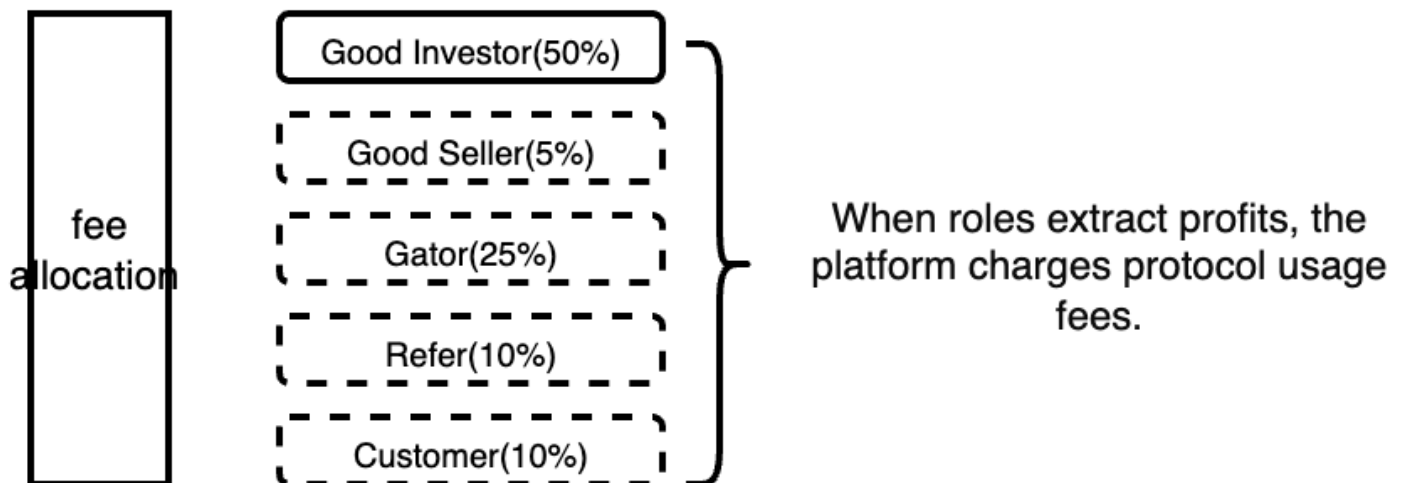 fee
allocation
Good Investor(50%)
Good Seller(5%)
Gator(25%)
Refer(10%)
Customer(10%)
When roles extract profits, the
platform charges protocol usage
fees.